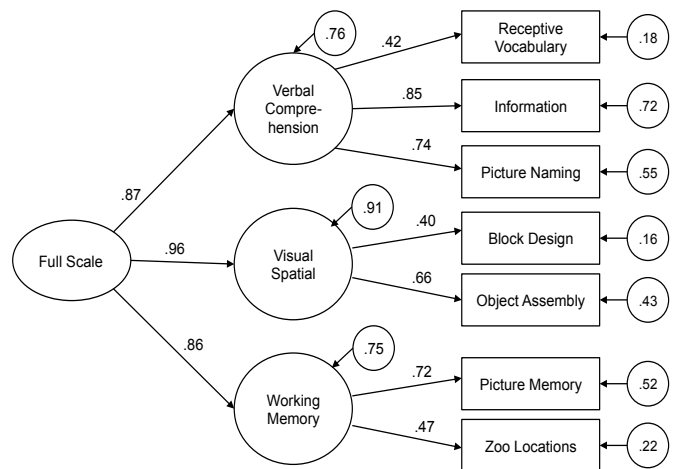 .76
.42
Receptive
Vocabulary
.18
Verbal
Compre-
hension
.85
Information
.72
.74
Picture Naming
.55
.87
.91
.40
Block Design
.16
Full Scale
.96
Visual
Spatial
.66
Object Assembly
.43
.86
.75
.72
Picture Memory
.52
Working
Memory
.47
Zoo Locations
.22